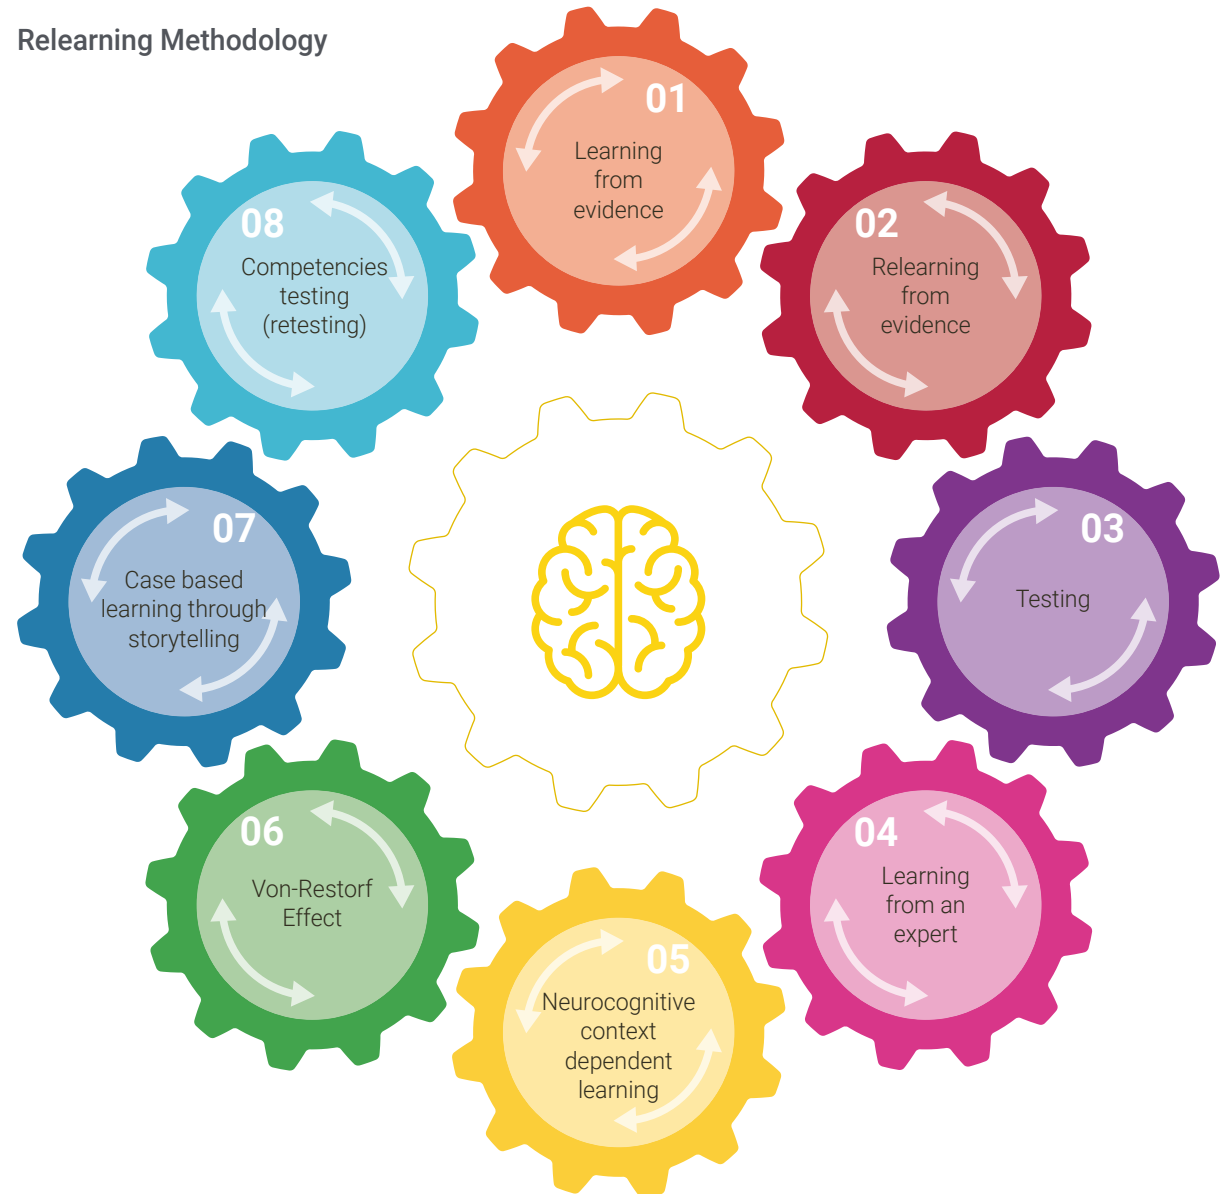 Relearning Methodology
01
Learning
from
evidence
02
Relearning
from
evidence
03
Testing
04
Learning
from an
expert
05
Neurocognitive
context
dependent
learning
06
Von-Restorf
Effect
07
Case based
learning through
storytelling
08
Competencies
testing
(retesting)